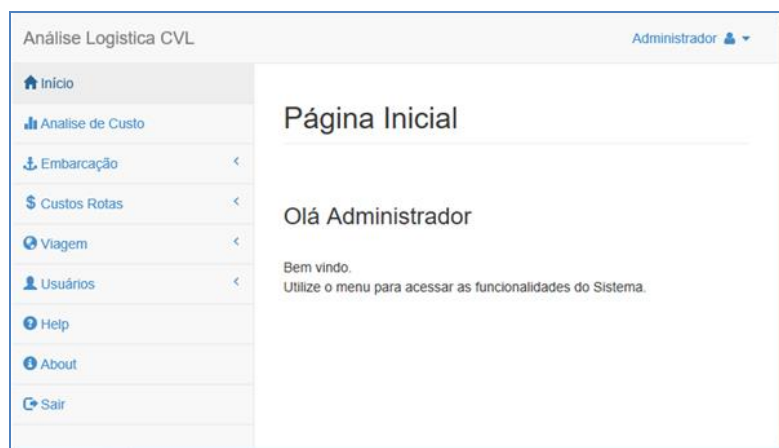 Análise Logistica CVL
Administrador
Início
Analise de Custo
Embarcação
Custos Rotas
Viagem
Usuários
Help
About
Sair
Página Inicial
Olá Administrador
Bem vindo.
Utilize o menu para acessar as funcionalidades do Sistema.